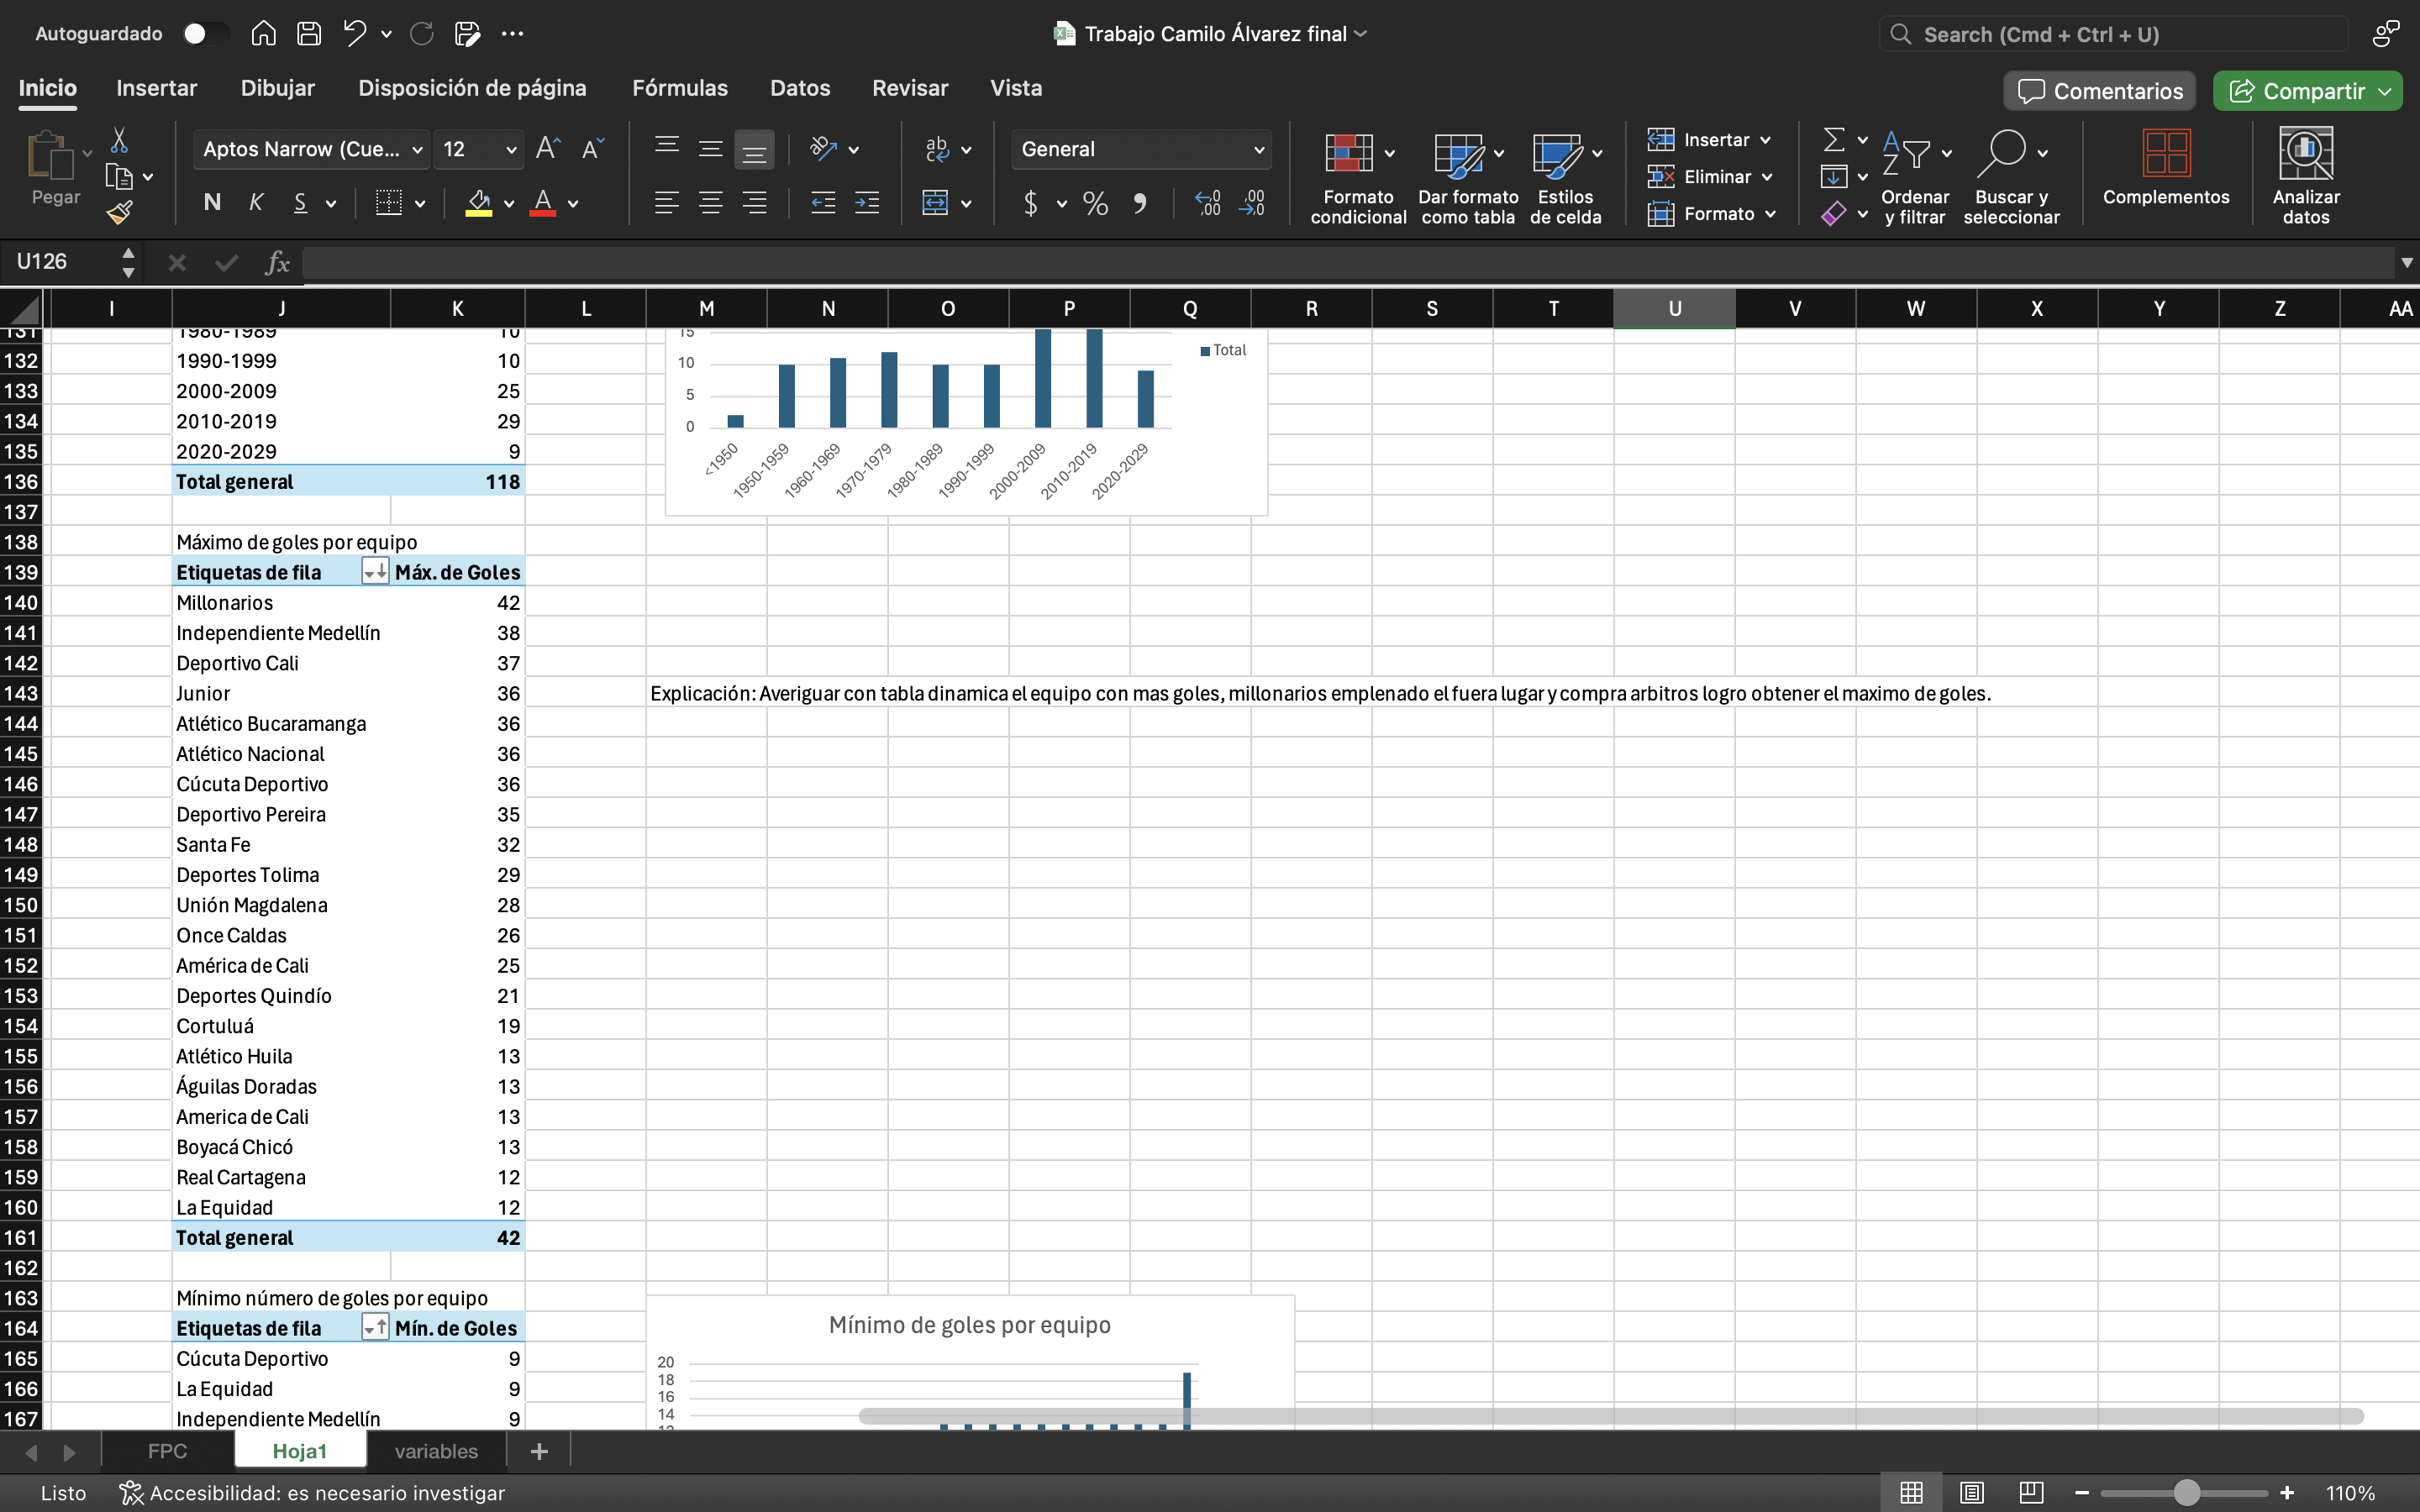 Autoguardado
Trabajo Camilo Álvarez final
Search (Cmd + Ctrl + U)
Inicio Insertar Dibujar Disposición de página Fórmulas Datos Revisar Vista
Comentarios Compartir
Pegar
Aptos Narrow (Cue... 12
N K S
General
$ % 
Formato condicional
Dar formato como tabla
Estilos de celda
Insertar
Eliminar
Formato
Ordenar y filtrar
Buscar y seleccionar
Complementos
Analizar datos
U126
fx
I J K L M N O P Q R S T U V W X Y Z AA
131 1980-1989 10
132 1990-1999 10
133 2000-2009 25
134 2010-2019 29
135 2020-2029 9
136 Total general 118
137
15
10
5
0
Total
<1950 1950-1959 1960-1969 1970-1979 1980-1989 1990-1999 2000-2009 2010-2019 2020-2029
138 Máximo de goles por equipo
139 Etiquetas de fila Máx. de Goles
140 Millonarios 42
141 Independiente Medellín 38
142 Deportivo Cali 37
143 Junior 36 Explicación: Averiguar con tabla dinamica el equipo con mas goles, millonarios emplenado el fuera lugar y compra arbitros logro obtener el maximo de goles.
144 Atlético Bucaramanga 36
145 Atlético Nacional 36
146 Cúcuta Deportivo 36
147 Deportivo Pereira 35
148 Santa Fe 32
149 Deportes Tolima 29
150 Unión Magdalena 28
151 Once Caldas 26
152 América de Cali 25
153 Deportes Quindío 21
154 Cortuluá 19
155 Atlético Huila 13
156 Águilas Doradas 13
157 America de Cali 13
158 Boyacá Chicó 13
159 Real Cartagena 12
160 La Equidad 12
161 Total general 42
162
163 Mínimo número de goles por equipo
164 Etiquetas de fila Mín. de Goles
165 Cúcuta Deportivo 9
166 La Equidad 9
167 Independiente Medellín 9
Mínimo de goles por equipo
20
18
16
14
12
FPC Hoja1 variables +
Listo Accesibilidad: es necesario investigar
110%